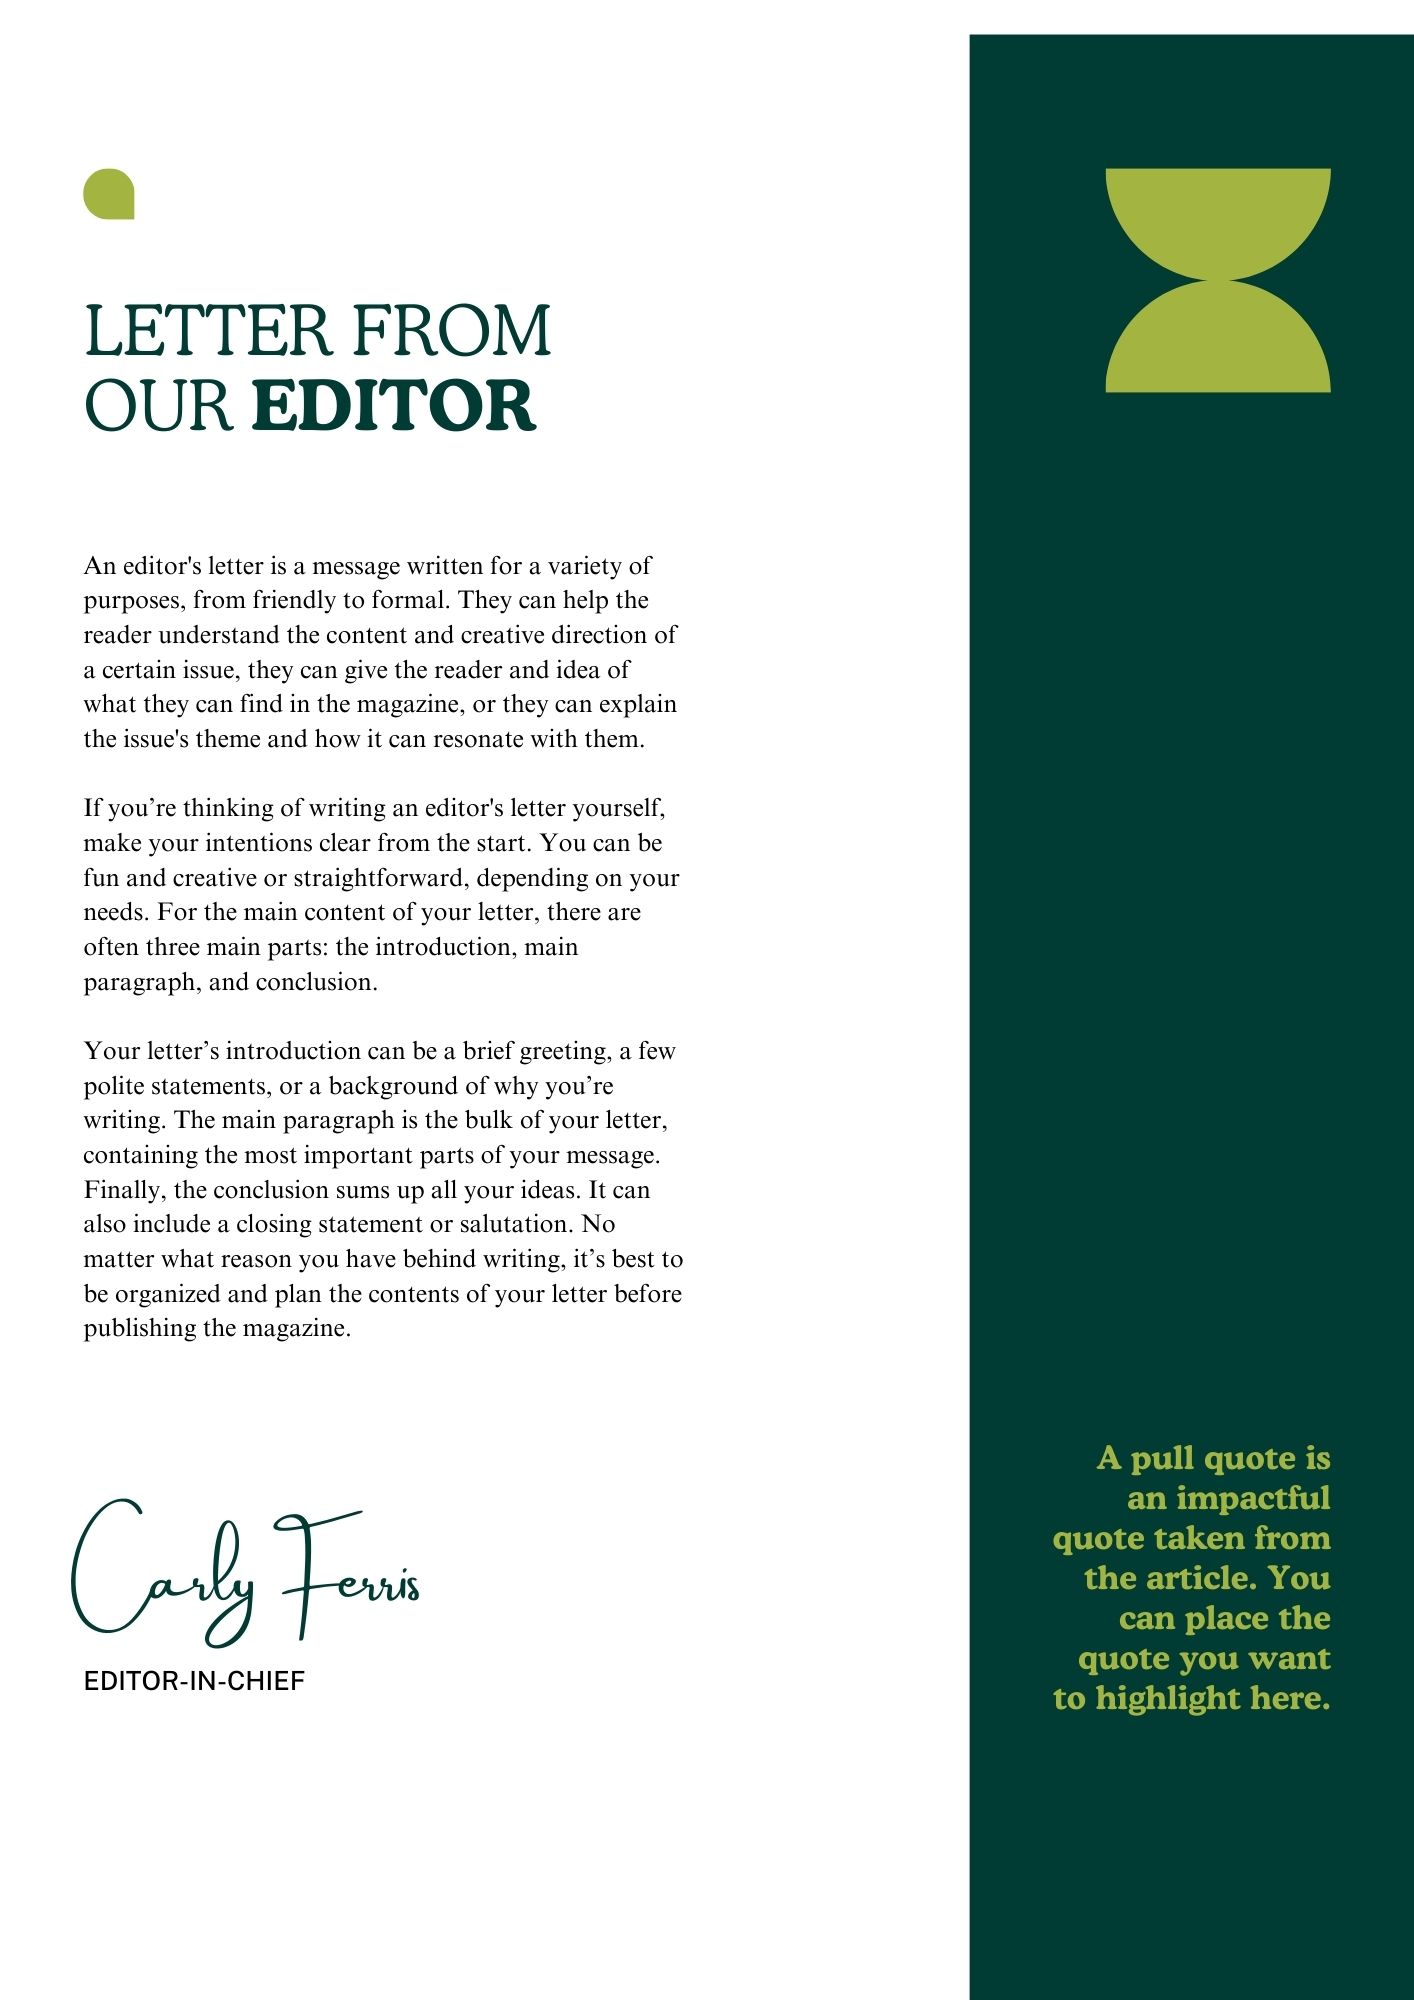 LETTER FROM
OUR EDITOR
An editor's letter is a message written for a variety of
purposes, from friendly to formal. They can help the
reader understand the content and creative direction of
a certain issue, they can give the reader and idea of
what they can find in the magazine, or they can explain
the issue's theme and how it can resonate with them.
If you’re thinking of writing an editor's letter yourself,
make your intentions clear from the start. You can be
fun and creative or straightforward, depending on your
needs. For the main content of your letter, there are
often three main parts: the introduction, main
paragraph, and conclusion.
Your letter’s introduction can be a brief greeting, a few
polite statements, or a background of why you’re
writing. The main paragraph is the bulk of your letter,
containing the most important parts of your message.
Finally, the conclusion sums up all your ideas. It can
also include a closing statement or salutation. No
matter what reason you have behind writing, it’s best to
be organized and plan the contents of your letter before
publishing the magazine.
Carly Ferris
EDITOR-IN-CHIEF
A pull quote is
an impactful
quote taken from
the article. You
can place the
quote you want
to highlight here.